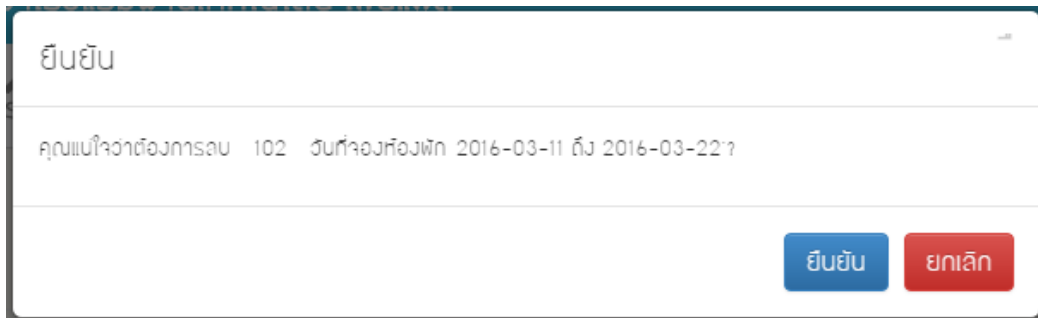 ยืนยัน
คุณแน่ใจว่าต้องการลบ 102 วันที่จองห้องพัก 2016-03-11 ถึง 2016-03-22'?
ยืนยัน ยกเลิก